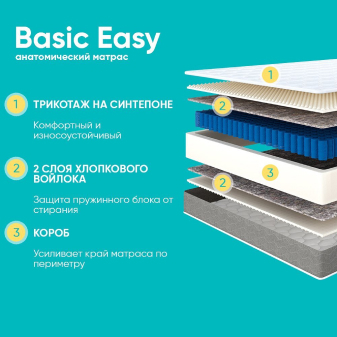 Basic Easy
анатомический матрас
1 ТРИКОТАЖ НА СИНТЕПОНЕ
Комфортный и
износоустойчивый
2 2 СЛОЯ ХЛОПКОВОГО
ВОЙЛОКА
Защита пружинного блока от
стирания
3 КОРОБ
Усиливает край матраса по
периметру
1
2
3
2